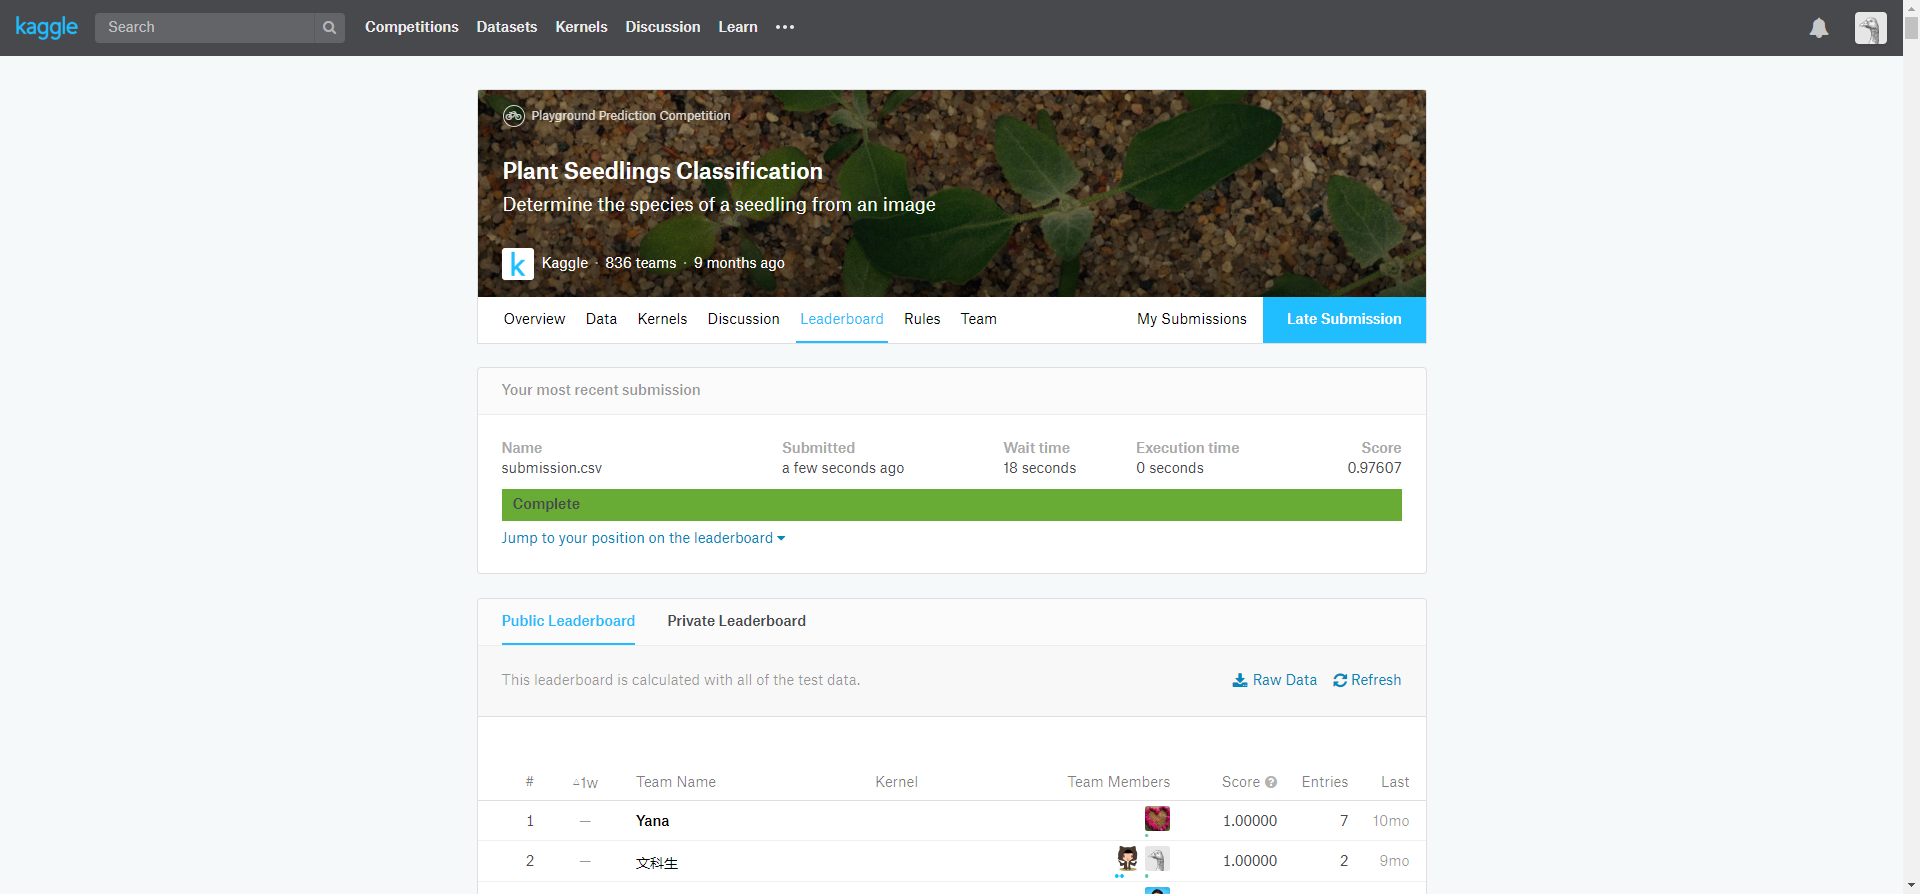 kaggle
Search
Competitions Datasets Kernels Discussion Learn
Playground Prediction Competition
Plant Seedlings Classification
Determine the species of a seedling from an image
k
Kaggle · 836 teams · 9 months ago
Overview Data Kernels Discussion Leaderboard Rules Team My Submissions Late Submission
Your most recent submission
Name Submitted Wait time Execution time Score
submission.csv a few seconds ago 18 seconds 0 seconds 0.97607
Complete
Jump to your position on the leaderboard
Public Leaderboard Private Leaderboard
This leaderboard is calculated with all of the test data. Raw Data Refresh
# △1w Team Name Kernel Team Members Score ? Entries Last
1 — Yana 1.00000 7 10mo
2 — 文科生 1.00000 2 9mo